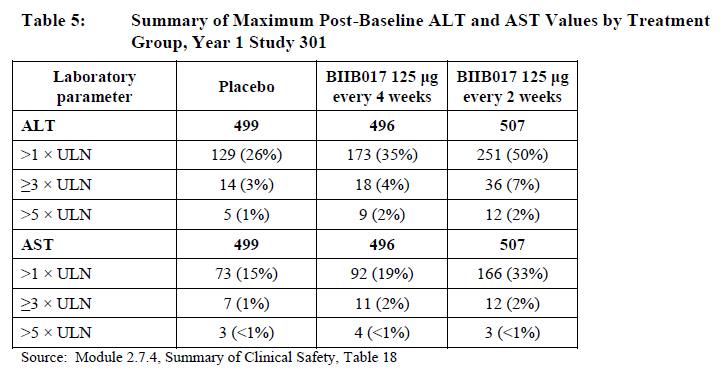 Table 5: Summary of Maximum Post-Baseline ALT and AST Values by Treatment
Group, Year 1 Study 301
Laboratory parameter Placebo BIIB017 125 µg every 4 weeks BIIB017 125 µg every 2 weeks
ALT 499 496 507
>1 × ULN 129 (26%) 173 (35%) 251 (50%)
≥3 × ULN 14 (3%) 18 (4%) 36 (7%)
>5 × ULN 5 (1%) 9 (2%) 12 (2%)
AST 499 496 507
>1 × ULN 73 (15%) 92 (19%) 166 (33%)
≥3 × ULN 7 (1%) 11 (2%) 12 (2%)
>5 × ULN 3 (<1%) 4 (<1%) 3 (<1%)
Source: Module 2.7.4, Summary of Clinical Safety, Table 18